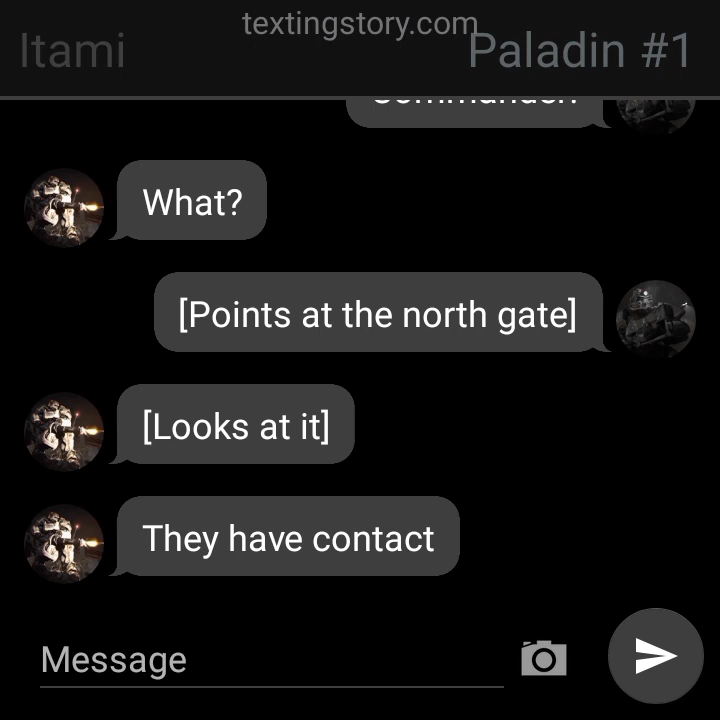 textingstory.com
Itami
Paladin #1
What?
[Points at the north gate]
[Looks at it]
They have contact
Message